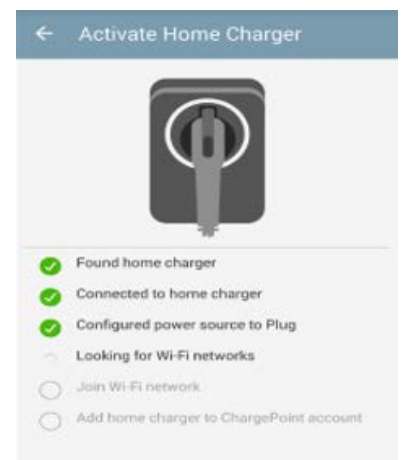 Activate Home Charger
Found home charger
Connected to home charger
Configured power source to Plug
Looking for Wi-Fi networks
Join Wi-Fi network
Add home charger to ChargePoint account